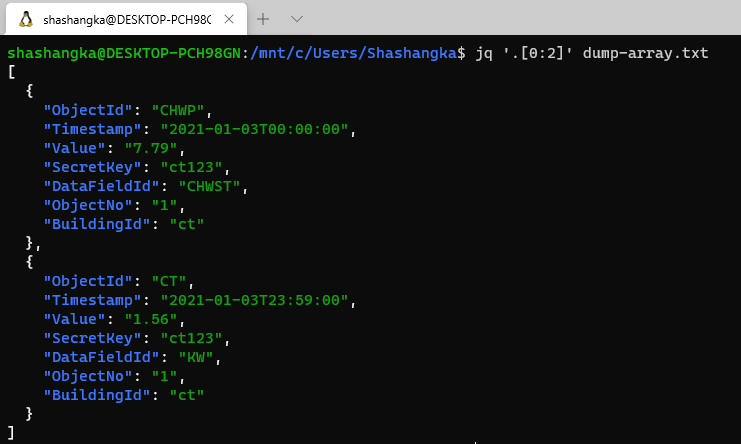 shashangka@DESKTOP-PCH98G
shashangka@DESKTOP-PCH98GN:/mnt/c/Users/Shashangka$ jq '.[0:2]' dump-array.txt
[
  {
    "ObjectId": "CHWP",
    "Timestamp": "2021-01-03T00:00:00",
    "Value": "7.79",
    "SecretKey": "ct123",
    "DataFieldId": "CHWST",
    "ObjectNo": "1",
    "BuildingId": "ct"
  },
  {
    "ObjectId": "CT",
    "Timestamp": "2021-01-03T23:59:00",
    "Value": "1.56",
    "SecretKey": "ct123",
    "DataFieldId": "KW",
    "ObjectNo": "1",
    "BuildingId": "ct"
  }
]